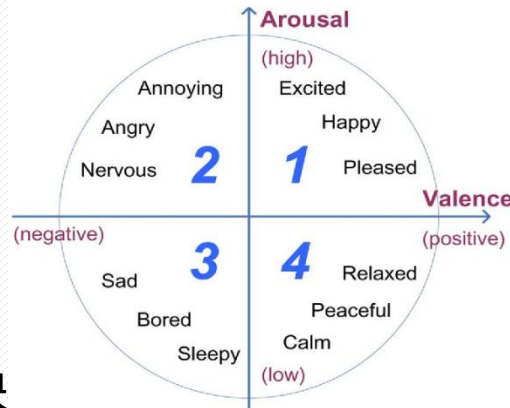 Arousal
(high)
Annoying Excited
Angry Happy
Nervous 2 1 Pleased
Valence
(negative) (positive)
3 4 Relaxed
Sad
Peaceful
Bored
Calm
Sleepy
(low)